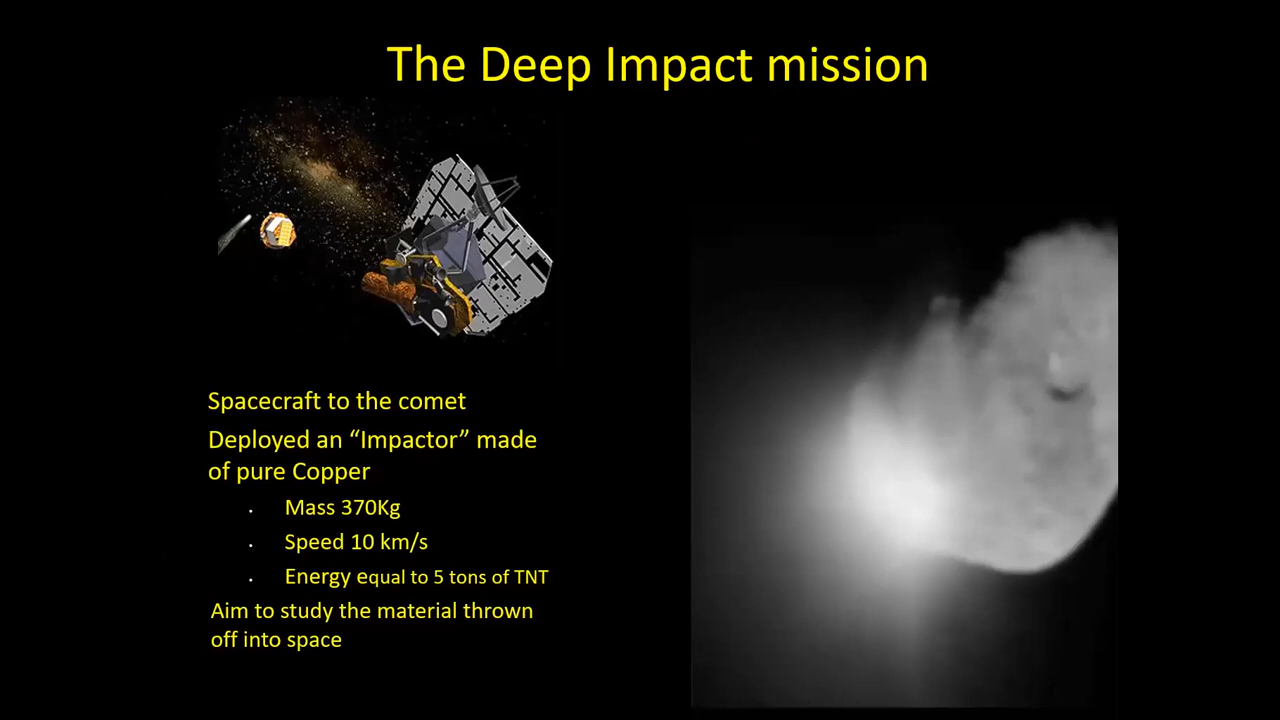 The Deep Impact mission
Spacecraft to the comet
Deployed an “Impactor” made
of pure Copper
• Mass 370Kg
• Speed 10 km/s
• Energy equal to 5 tons of TNT
Aim to study the material thrown
off into space